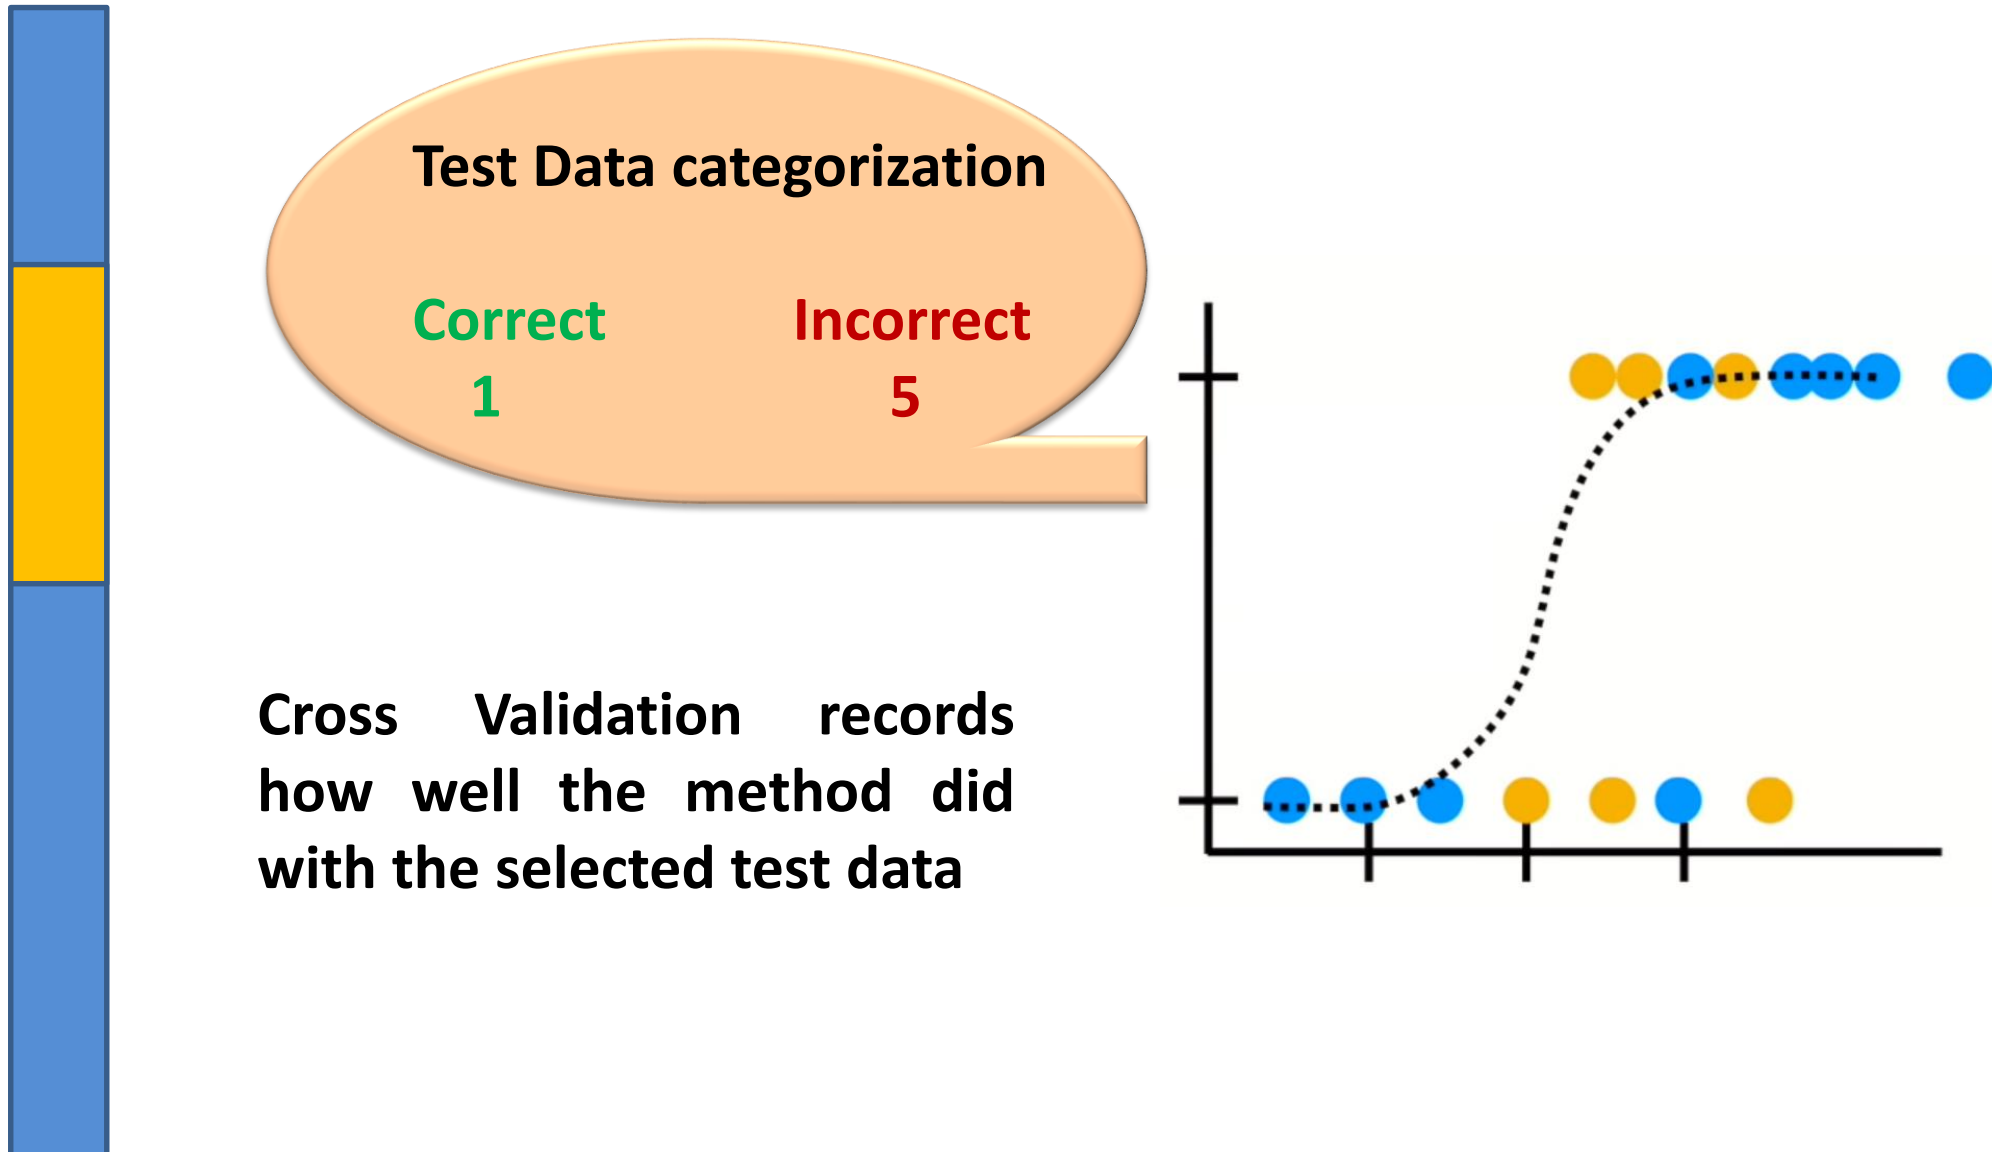 Test Data categorization
Correct Incorrect
1 5
Cross Validation records
how well the method did
with the selected test data